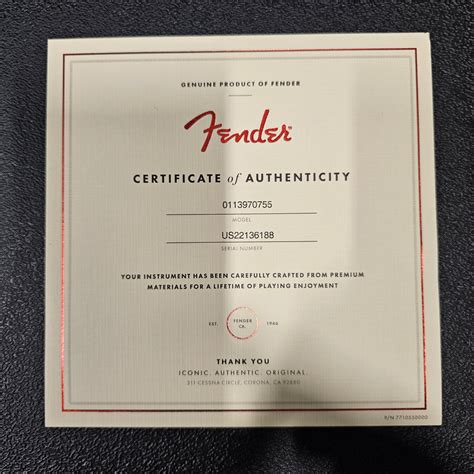 GENUINE PRODUCT OF FENDER
Fender
CERTIFICATE of AUTHENTICITY
0113970755
MODEL
US22136188
SERIAL NUMBER
YOUR INSTRUMENT HAS BEEN CAREFULLY CRAFTED FROM PREMIUM
MATERIALS FOR A LIFETIME OF PLAYING ENJOYMENT
EST. FENDER CA. 1946
THANK YOU
ICONIC. AUTHENTIC. ORIGINAL.
311 CESSNA CIRCLE, CORONA, CA 92880
P/N 7710550000